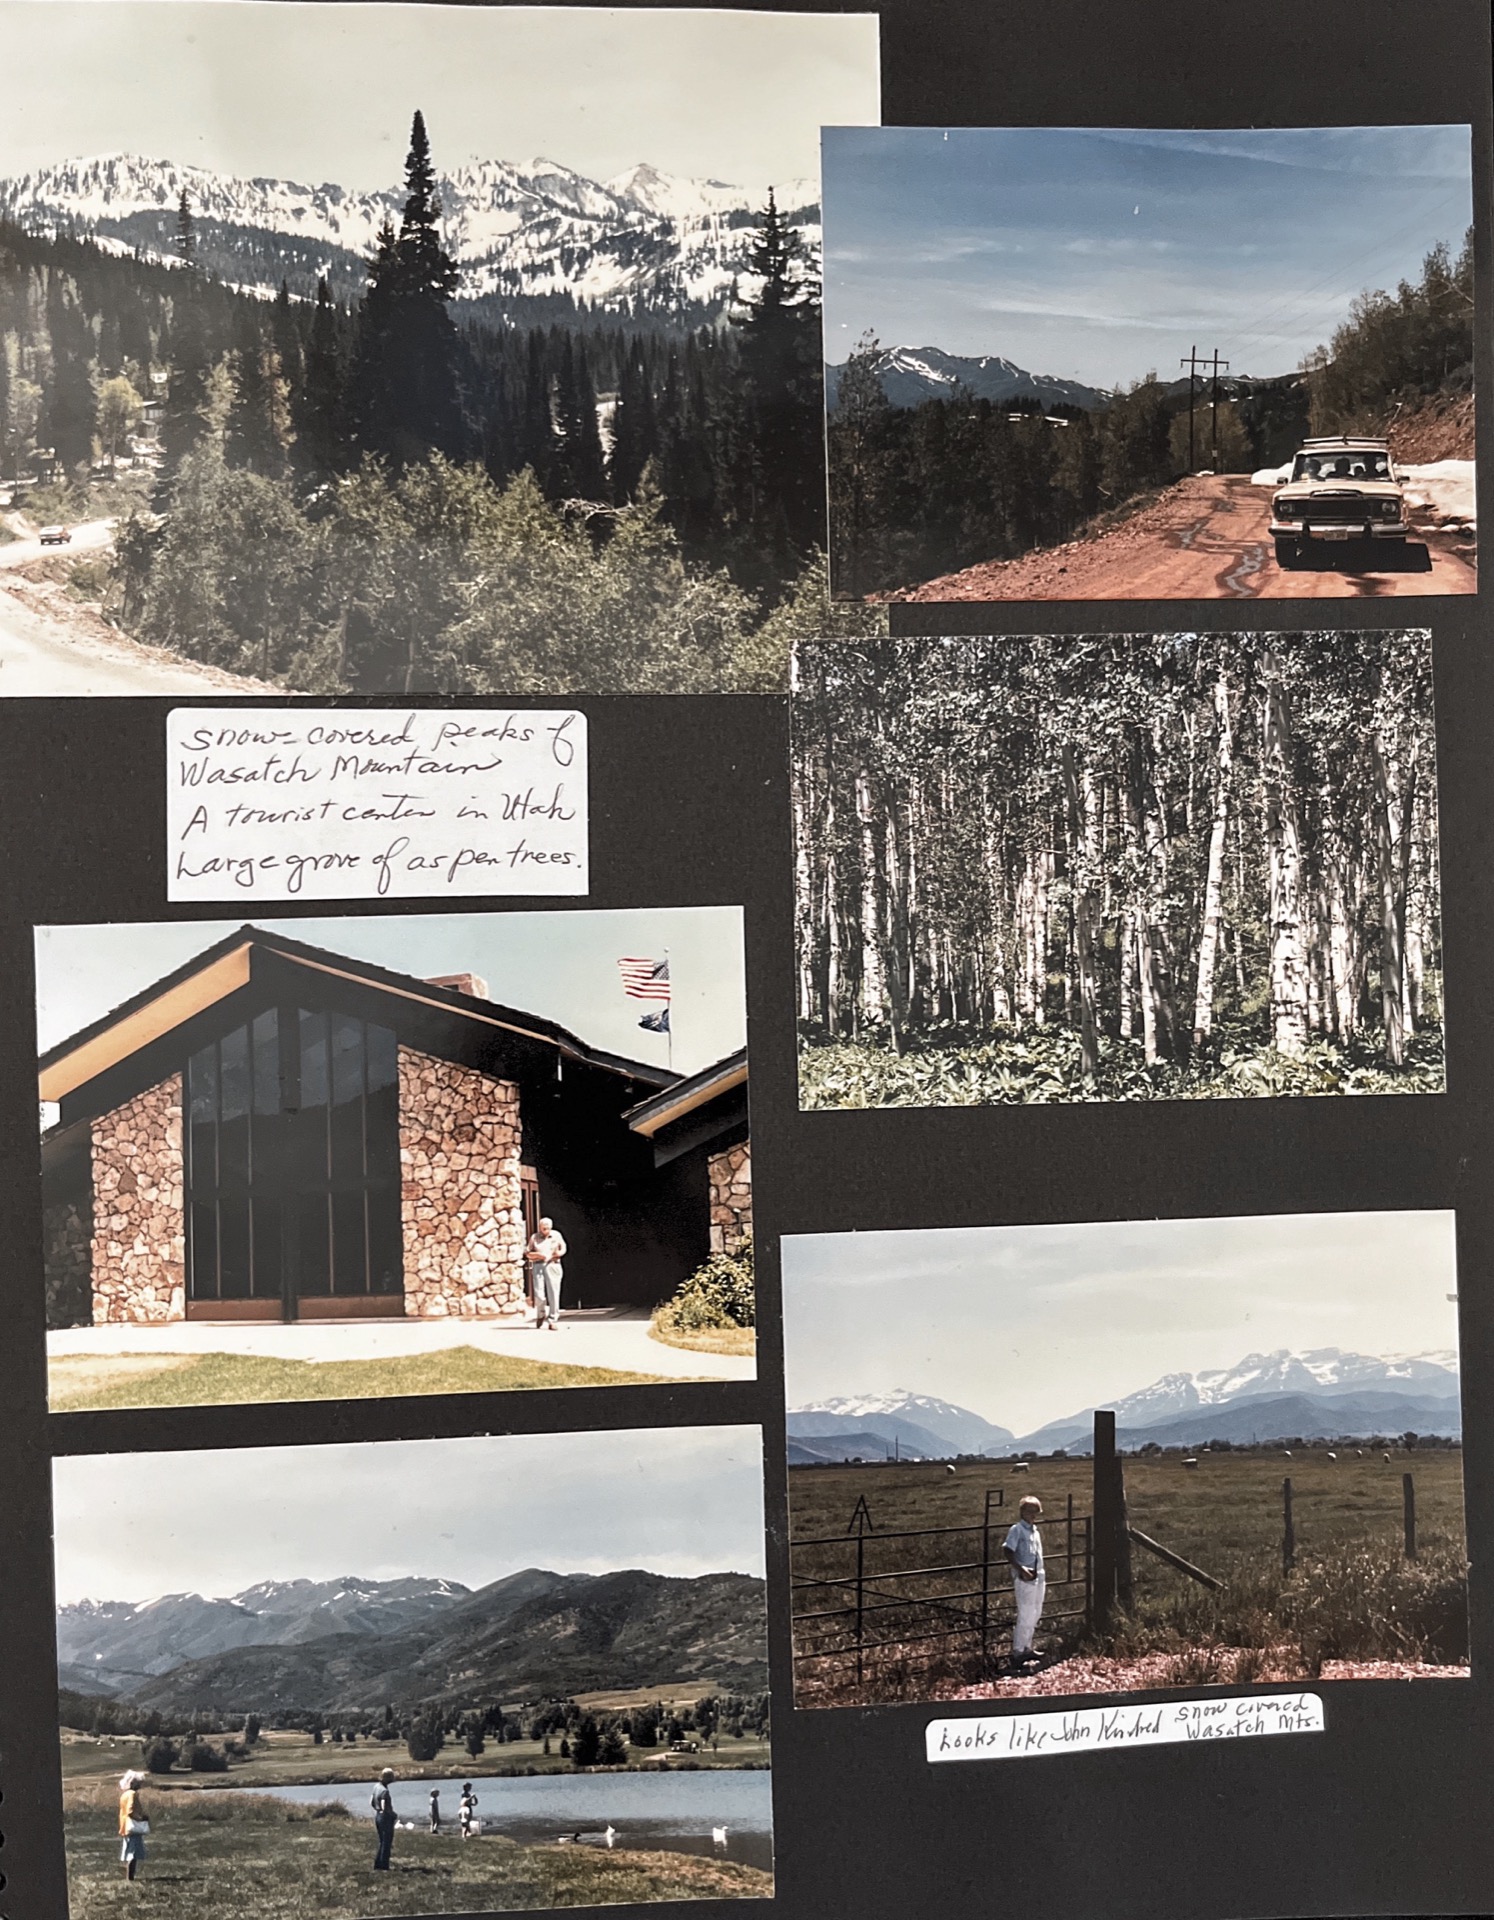 Snow-covered peaks of
Wasatch Mountain
A tourist center in Utah
Large grove of aspen trees.
Looks like John Kindred snow covered
Wasatch Mts.